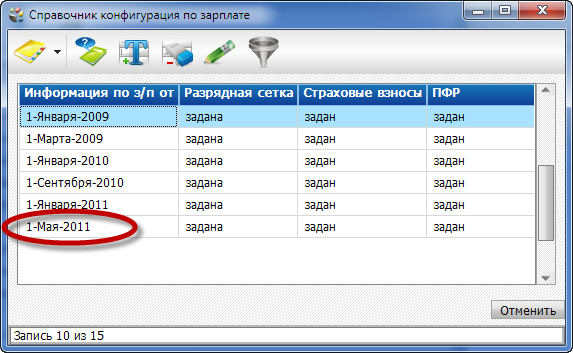 Справочник конфигурация по зарплате
Информация по з/п от Разрядная сетка Страховые взносы ПФР
1-Января-2009 задана задан задан
1-Марта-2009 задана задан задан
1-Января-2010 задана задан задан
1-Сентября-2010 задана задан задан
1-Января-2011 задана задан задан
1-Мая-2011 задана задан задан
Отменить
Запись 10 из 15